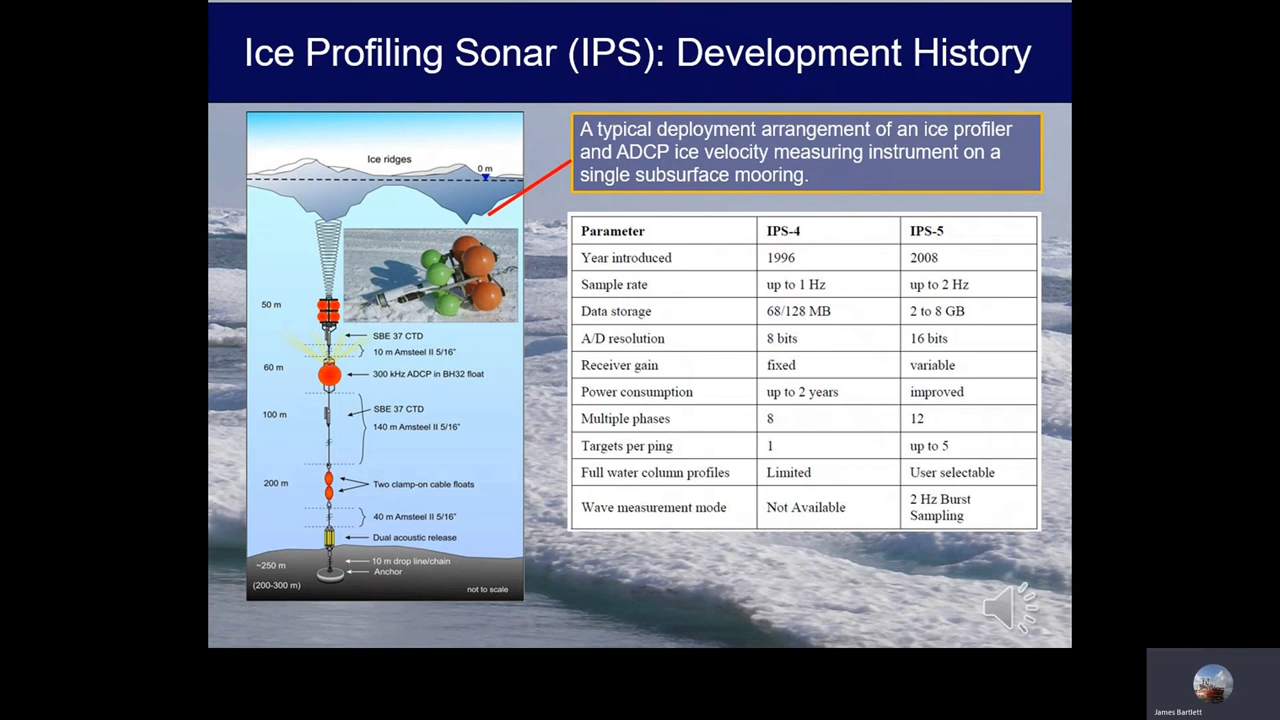 Ice Profiling Sonar (IPS): Development History
Ice ridges
0 m
50 m
SBE 37 CTD
10 m Amsteel II 5/16"
60 m
300 kHz ADCP in BH32 float
100 m
SBE 37 CTD
140 m Amsteel II 5/16"
200 m
Two clamp-on cable floats
40 m Amsteel II 5/16"
Dual acoustic release
~250 m
(200-300 m)
10 m drop line/chain
Anchor
not to scale
A typical deployment arrangement of an ice profiler
and ADCP ice velocity measuring instrument on a
single subsurface mooring.
Parameter IPS-4 IPS-5
Year introduced 1996 2008
Sample rate up to 1 Hz up to 2 Hz
Data storage 68/128 MB 2 to 8 GB
A/D resolution 8 bits 16 bits
Receiver gain fixed variable
Power consumption up to 2 years improved
Multiple phases 8 12
Targets per ping 1 up to 5
Full water column profiles Limited User selectable
Wave measurement mode Not Available 2 Hz Burst
Sampling
James Bartlett